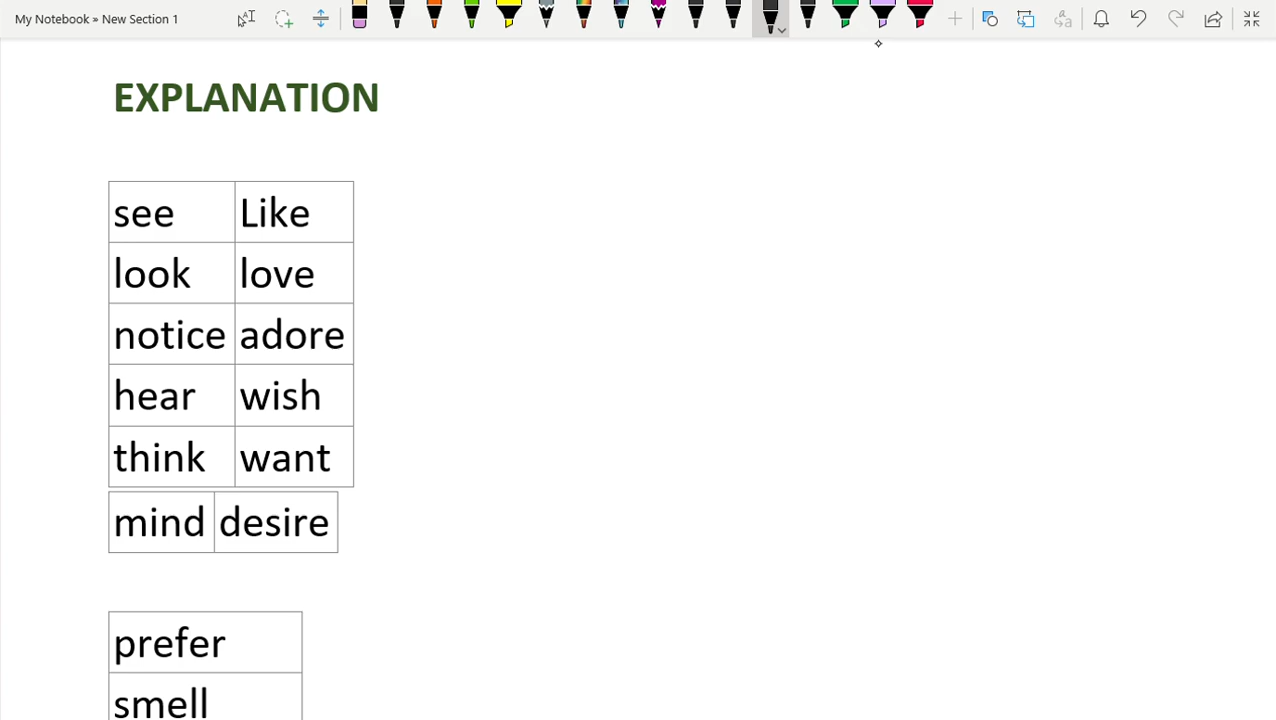 My Notebook » New Section 1
EXPLANATION
see Like
look love
notice adore
hear wish
think want
mind desire
prefer
smell